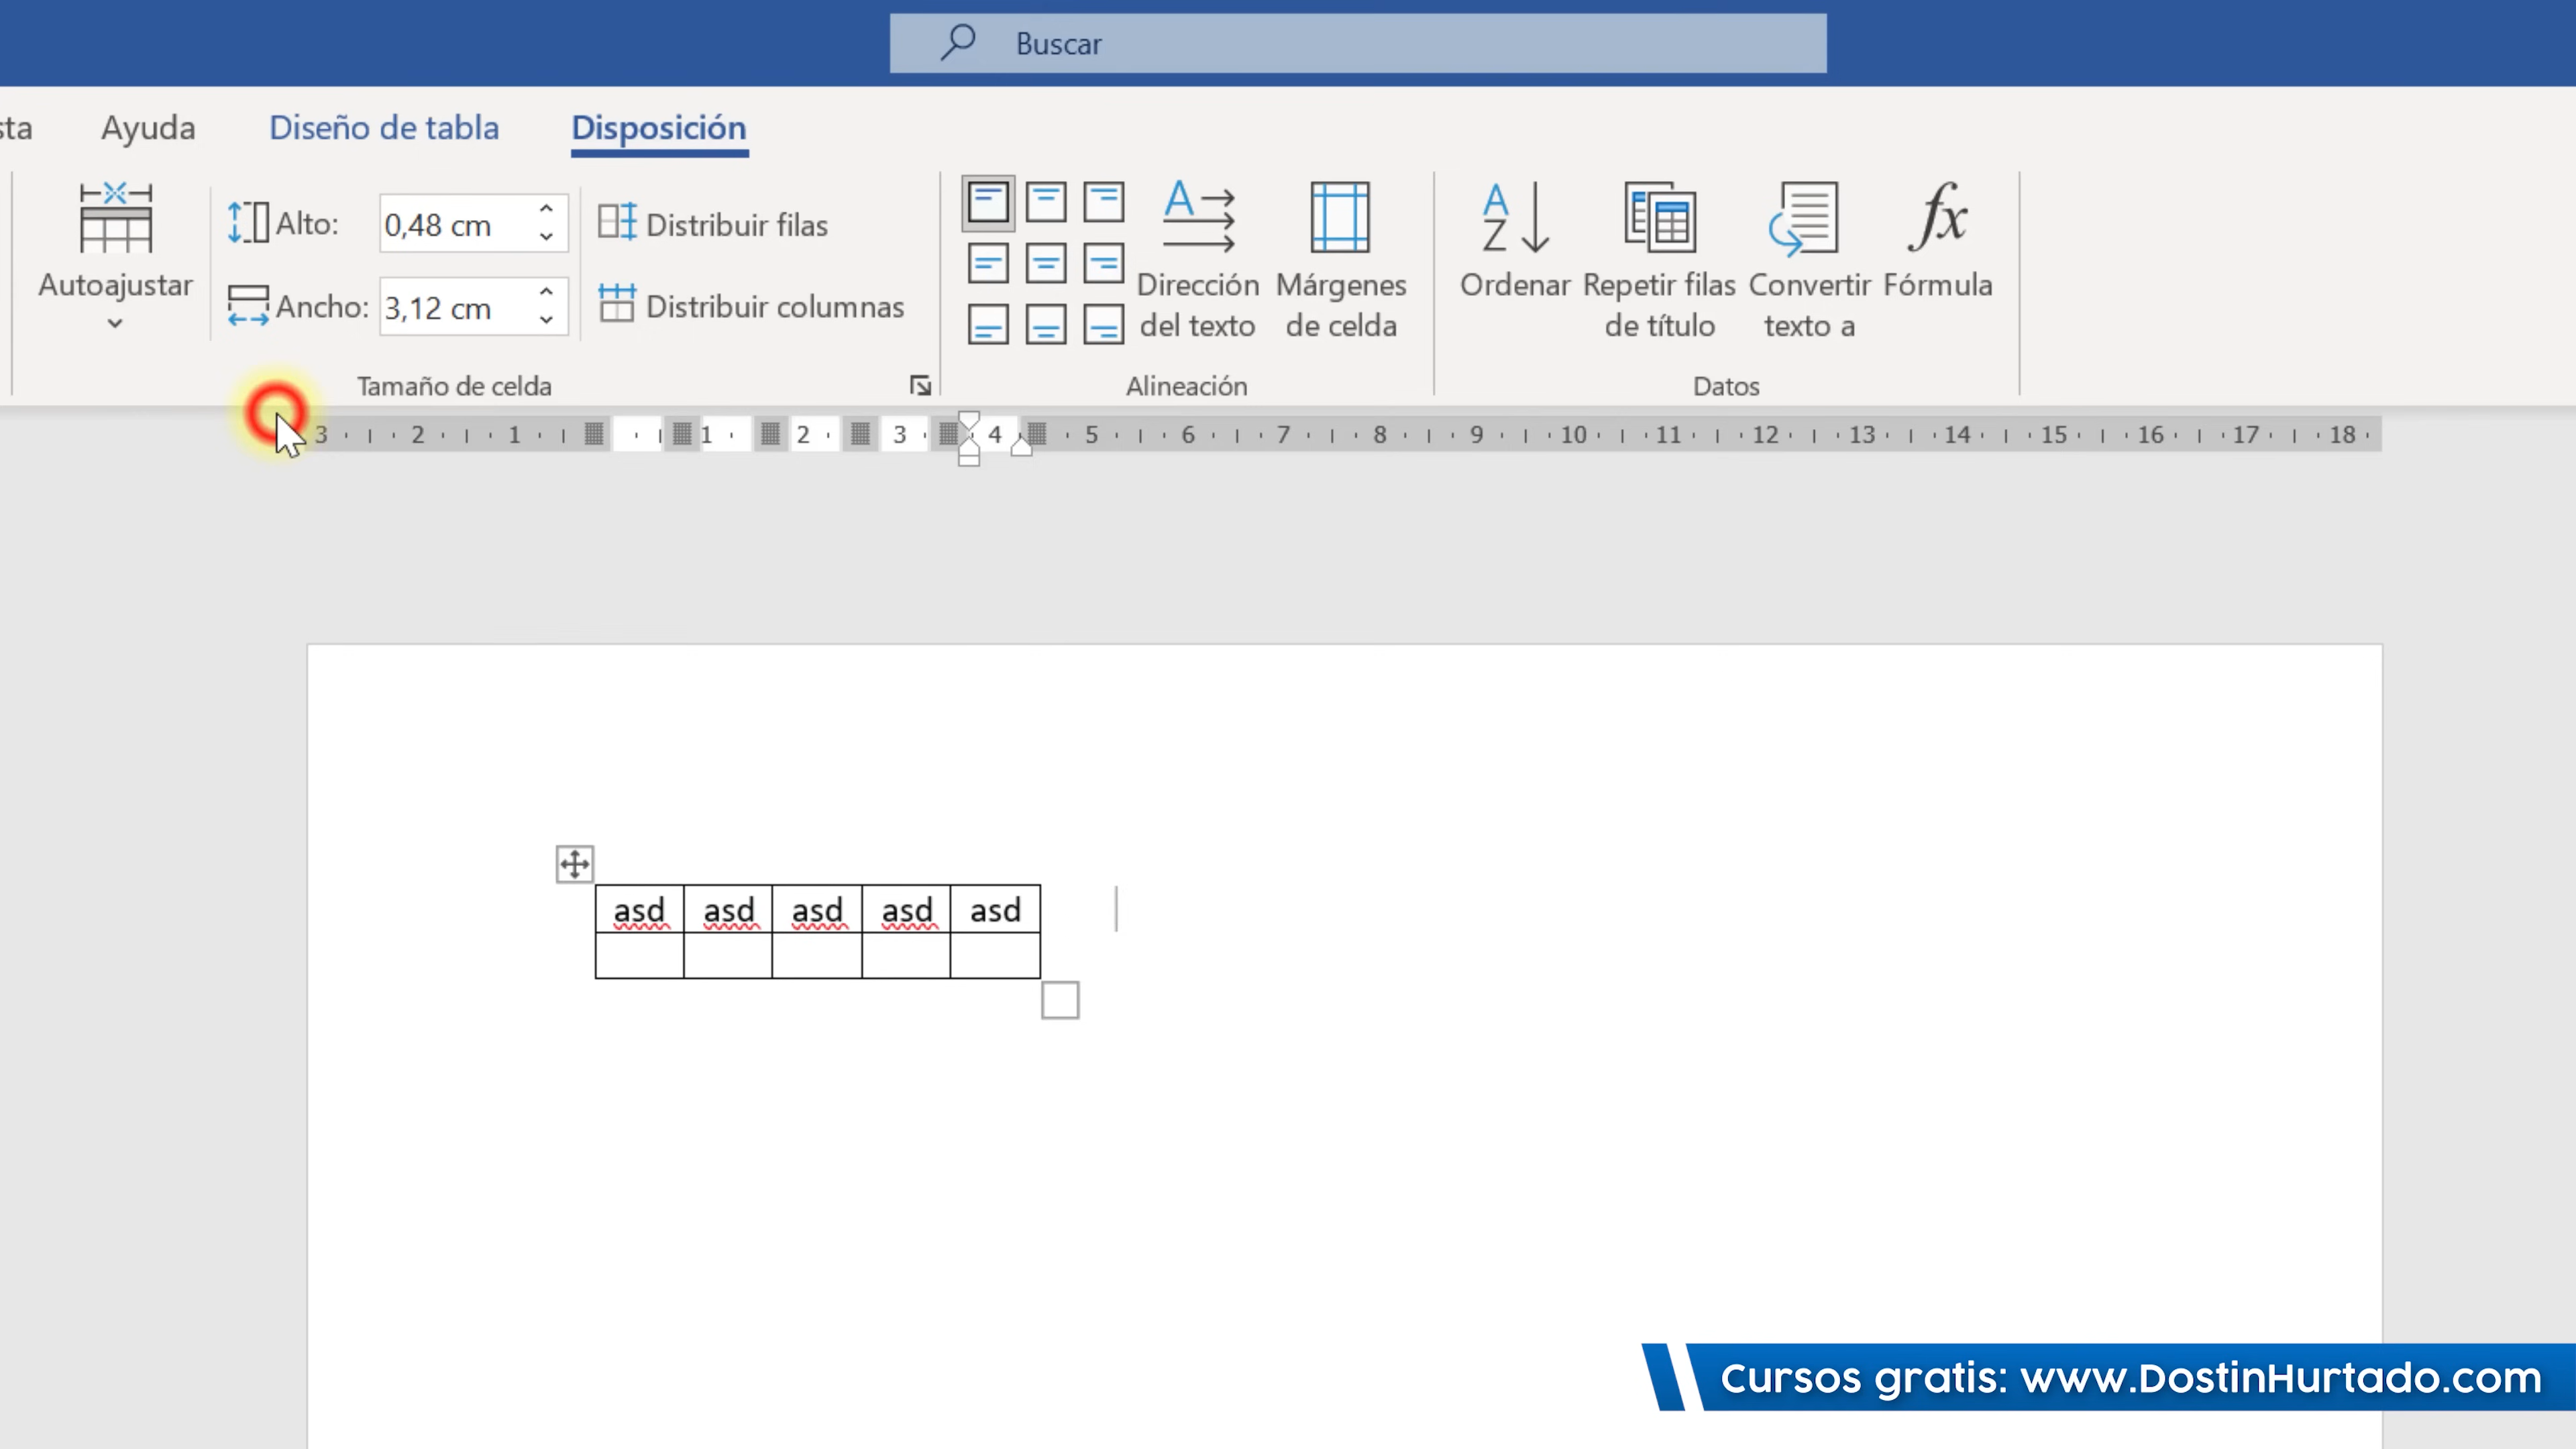 Buscar
sta Ayuda Diseño de tabla Disposición
Autoajustar
Alto: 0,48 cm
Ancho: 3,12 cm
Distribuir filas
Distribuir columnas
Tamaño de celda
Dirección
del texto
Márgenes
de celda
Alineación
A
Z
Ordenar
Repetir filas
de título
Convertir
texto a
fx
Fórmula
Datos
3 2 1 1 2 3 4 5 6 7 8 9 10 11 12 13 14 15 16 17 18
asd asd asd asd asd
Cursos gratis: www.DostinHurtado.com